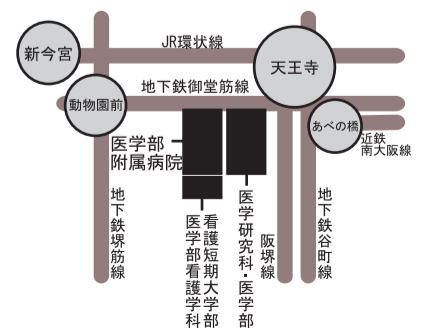 JR環状線
新今宮
天王寺
地下鉄御堂筋線
動物園前
あべの橋
近鉄
南大阪線
医学部
附属病院
地下鉄堺筋線
看護短期大学部
医学部看護学科
医学研究科・医学部
阪堺線
地下鉄谷町線